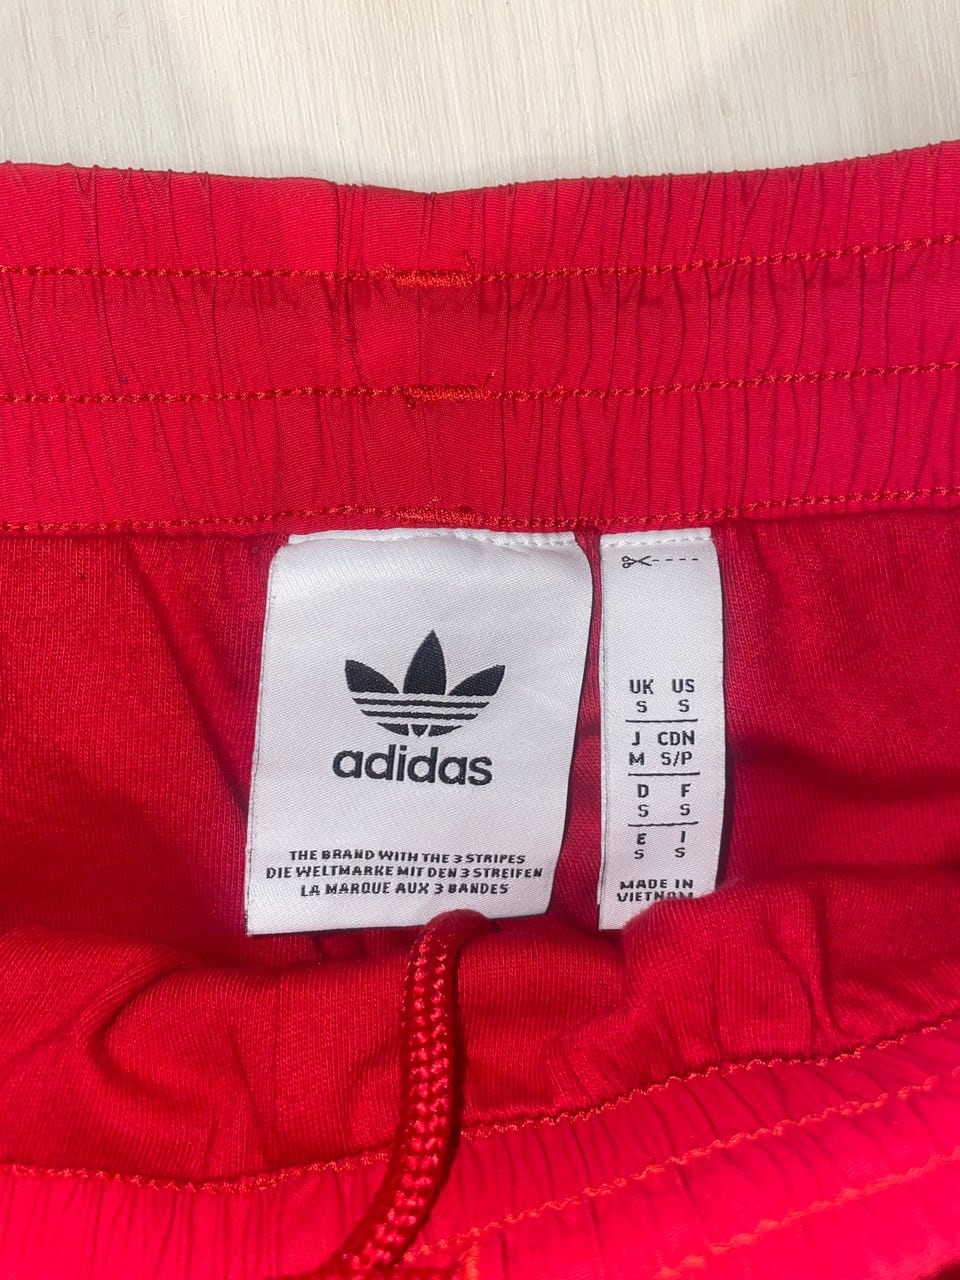 adidas
THE BRAND WITH THE 3 STRIPES
DIE WELTMARKE MIT DEN 3 STREIFEN
LA MARQUE AUX 3 BANDES
UK US
S S
J CDN
M S/P
D F
S S
E I
S S
MADE IN
VIETNAM